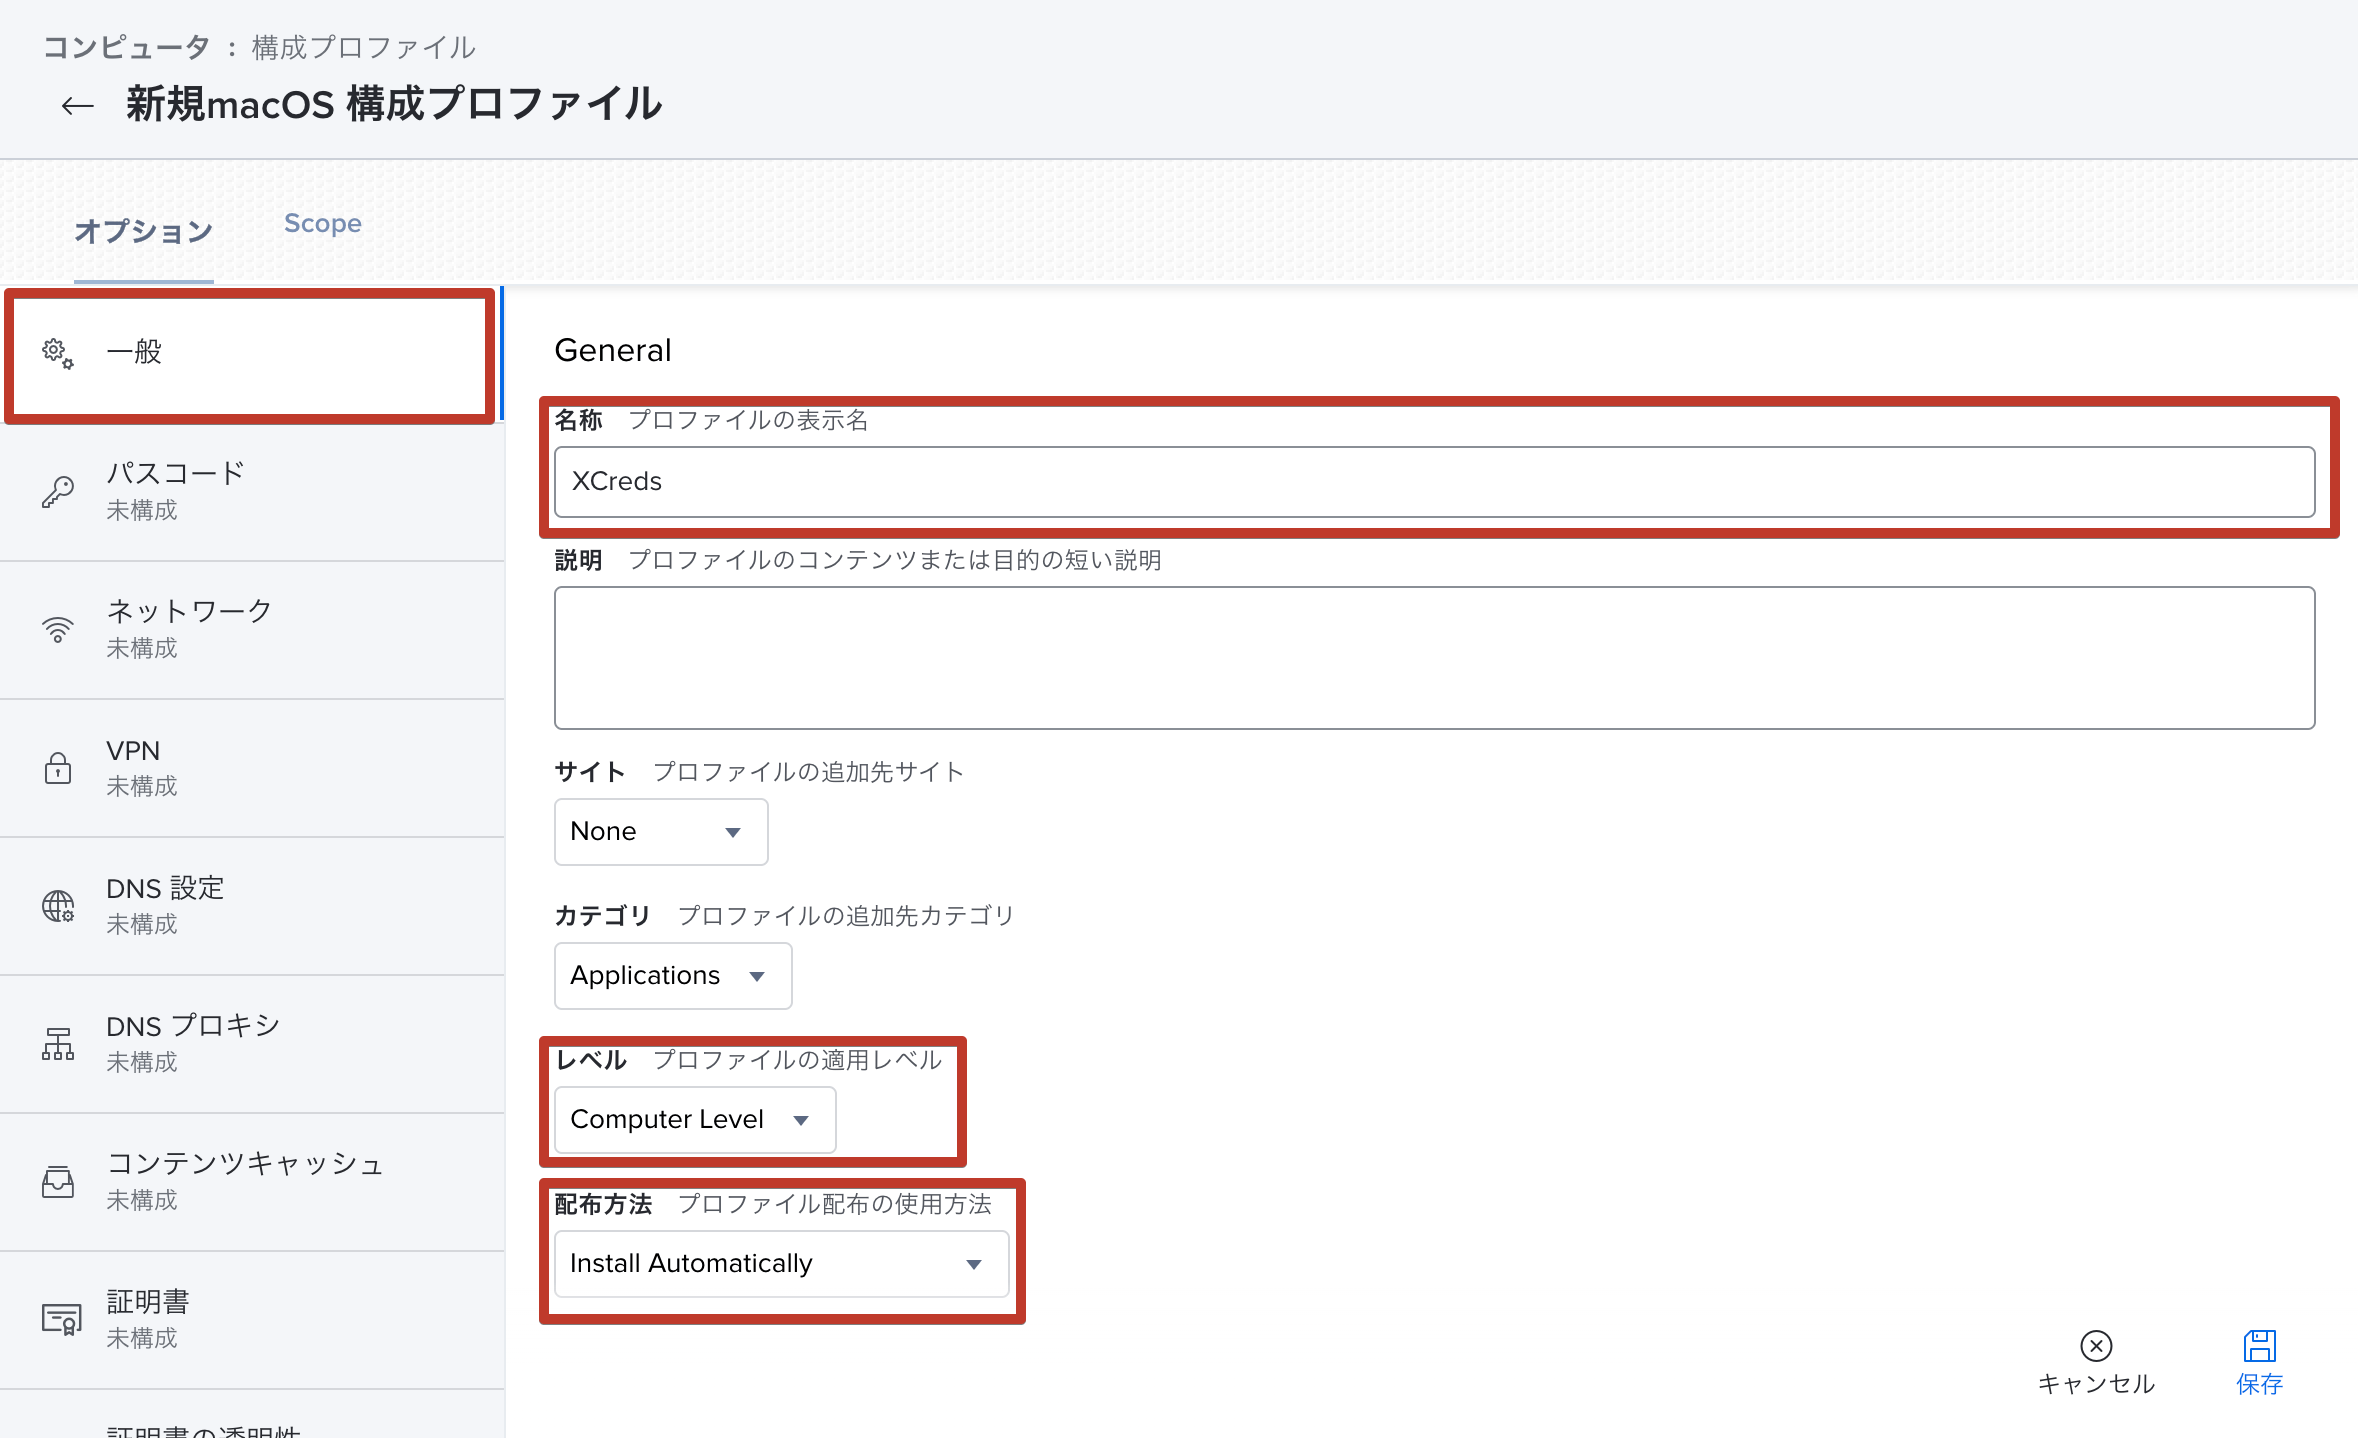 コンピュータ : 構成プロファイル
← 新規macOS 構成プロファイル
オプション
Scope
一般
パスコード
未構成
ネットワーク
未構成
VPN
未構成
DNS 設定
未構成
DNS プロキシ
未構成
コンテンツキャッシュ
未構成
証明書
未構成
証明書の透明性
General
名称 プロファイルの表示名
XCreds
説明 プロファイルのコンテンツまたは目的の短い説明
サイト プロファイルの追加先サイト
None
カテゴリ プロファイルの追加先カテゴリ
Applications
レベル プロファイルの適用レベル
Computer Level
配布方法 プロファイル配布の使用方法
Install Automatically
キャンセル
保存